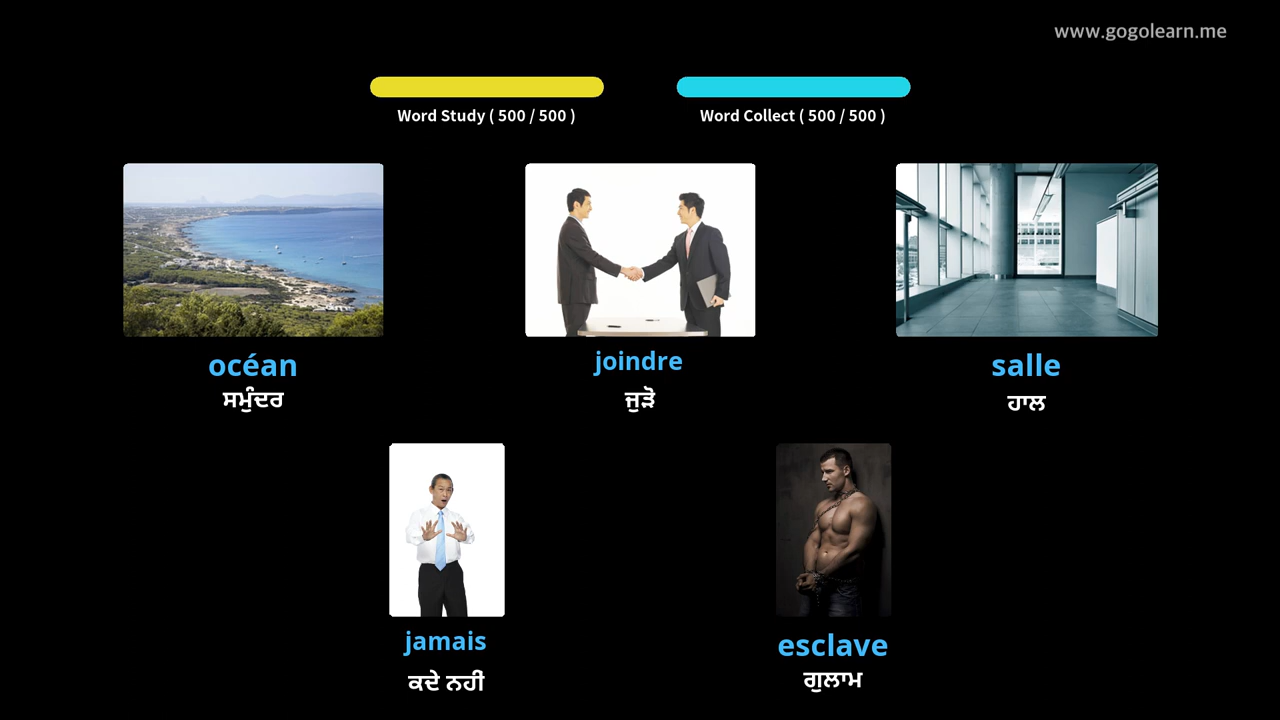 www.gogolearn.me
Word Study ( 500 / 500 )
Word Collect ( 500 / 500 )
océan
ਸਮੁੰਦਰ
joindre
ਜੁੜੋ
salle
ਹਾਲ
jamais
ਕਦੇ ਨਹੀਂ
esclave
ਗੁਲਾਮ